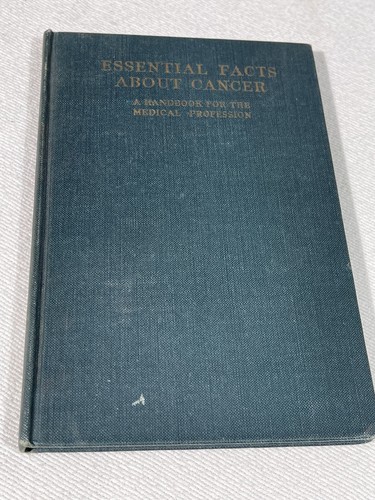 ESSENTIAL FACTS
ABOUT CANCER
A HANDBOOK FOR THE
MEDICAL PROFESSION